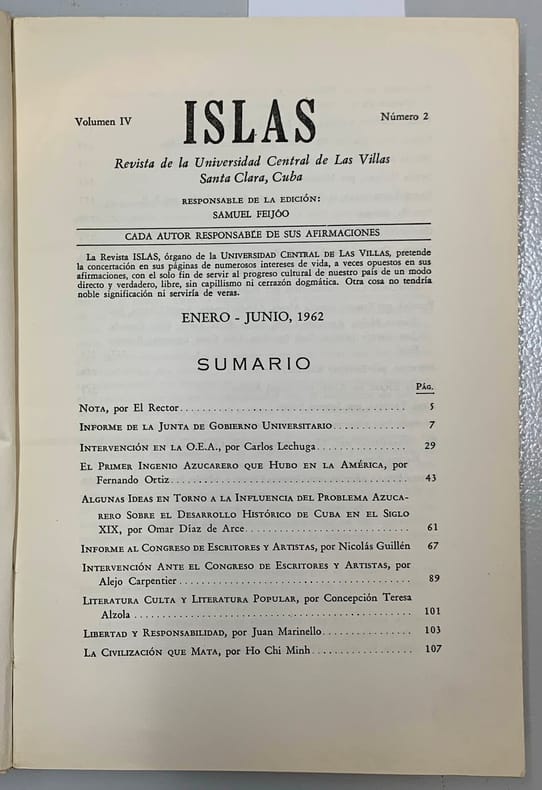 Volumen IV
ISLAS
Número 2
Revista de la Universidad Central de Las Villas
Santa Clara, Cuba
RESPONSABLE DE LA EDICIÓN:
SAMUEL FEIJÓO
CADA AUTOR RESPONSABLE DE SUS AFIRMACIONES
La Revista ISLAS, órgano de la UNIVERSIDAD CENTRAL DE LAS VILLAS, pretende
la concertación en sus páginas de numerosos intereses de vida, a veces opuestos en sus
afirmaciones, con el solo fin de servir al progreso cultural de nuestro país de un modo
directo y verdadero, libre, sin capillismo ni cerrazón dogmática. Otra cosa no tendría
noble significación ni serviría de veras.
ENERO - JUNIO, 1962
SUMARIO
PÁG.
NOTA, por El Rector........................................ 5
INFORME DE LA JUNTA DE GOBIERNO UNIVERSITARIO............. 7
INTERVENCIÓN EN LA O.E.A., por Carlos Lechuga................. 29
EL PRIMER INGENIO AZUCARERO QUE HUBO EN LA AMÉRICA, por
Fernando Ortiz.......................................... 43
ALGUNAS IDEAS EN TORNO A LA INFLUENCIA DEL PROBLEMA AZUCA-
RERO SOBRE EL DESARROLLO HISTÓRICO DE CUBA EN EL SIGLO
XIX, por Omar Díaz de Arce............................. 61
INFORME AL CONGRESO DE ESCRITORES Y ARTISTAS, por Nicolás Guillén 67
INTERVENCIÓN ANTE EL CONGRESO DE ESCRITORES Y ARTISTAS, por
Alejo Carpentier......................................... 89
LITERATURA CULTA Y LITERATURA POPULAR, por Concepción Teresa
Alzola ................................................. 101
LIBERTAD Y RESPONSABILIDAD, por Juan Marinello................ 103
LA CIVILIZACIÓN QUE MATA, por Ho Chi Minh.................. 107